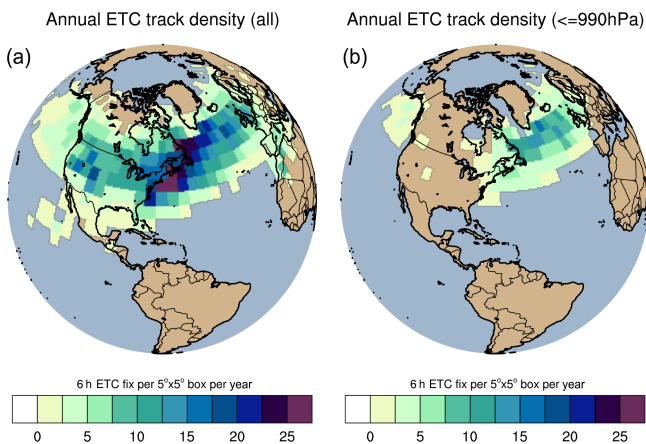 Annual ETC track density (all)
Annual ETC track density (<=990hPa)
(a)
(b)
6 h ETC fix per 5°x5° box per year
0 5 10 15 20 25
6 h ETC fix per 5°x5° box per year
0 5 10 15 20 25